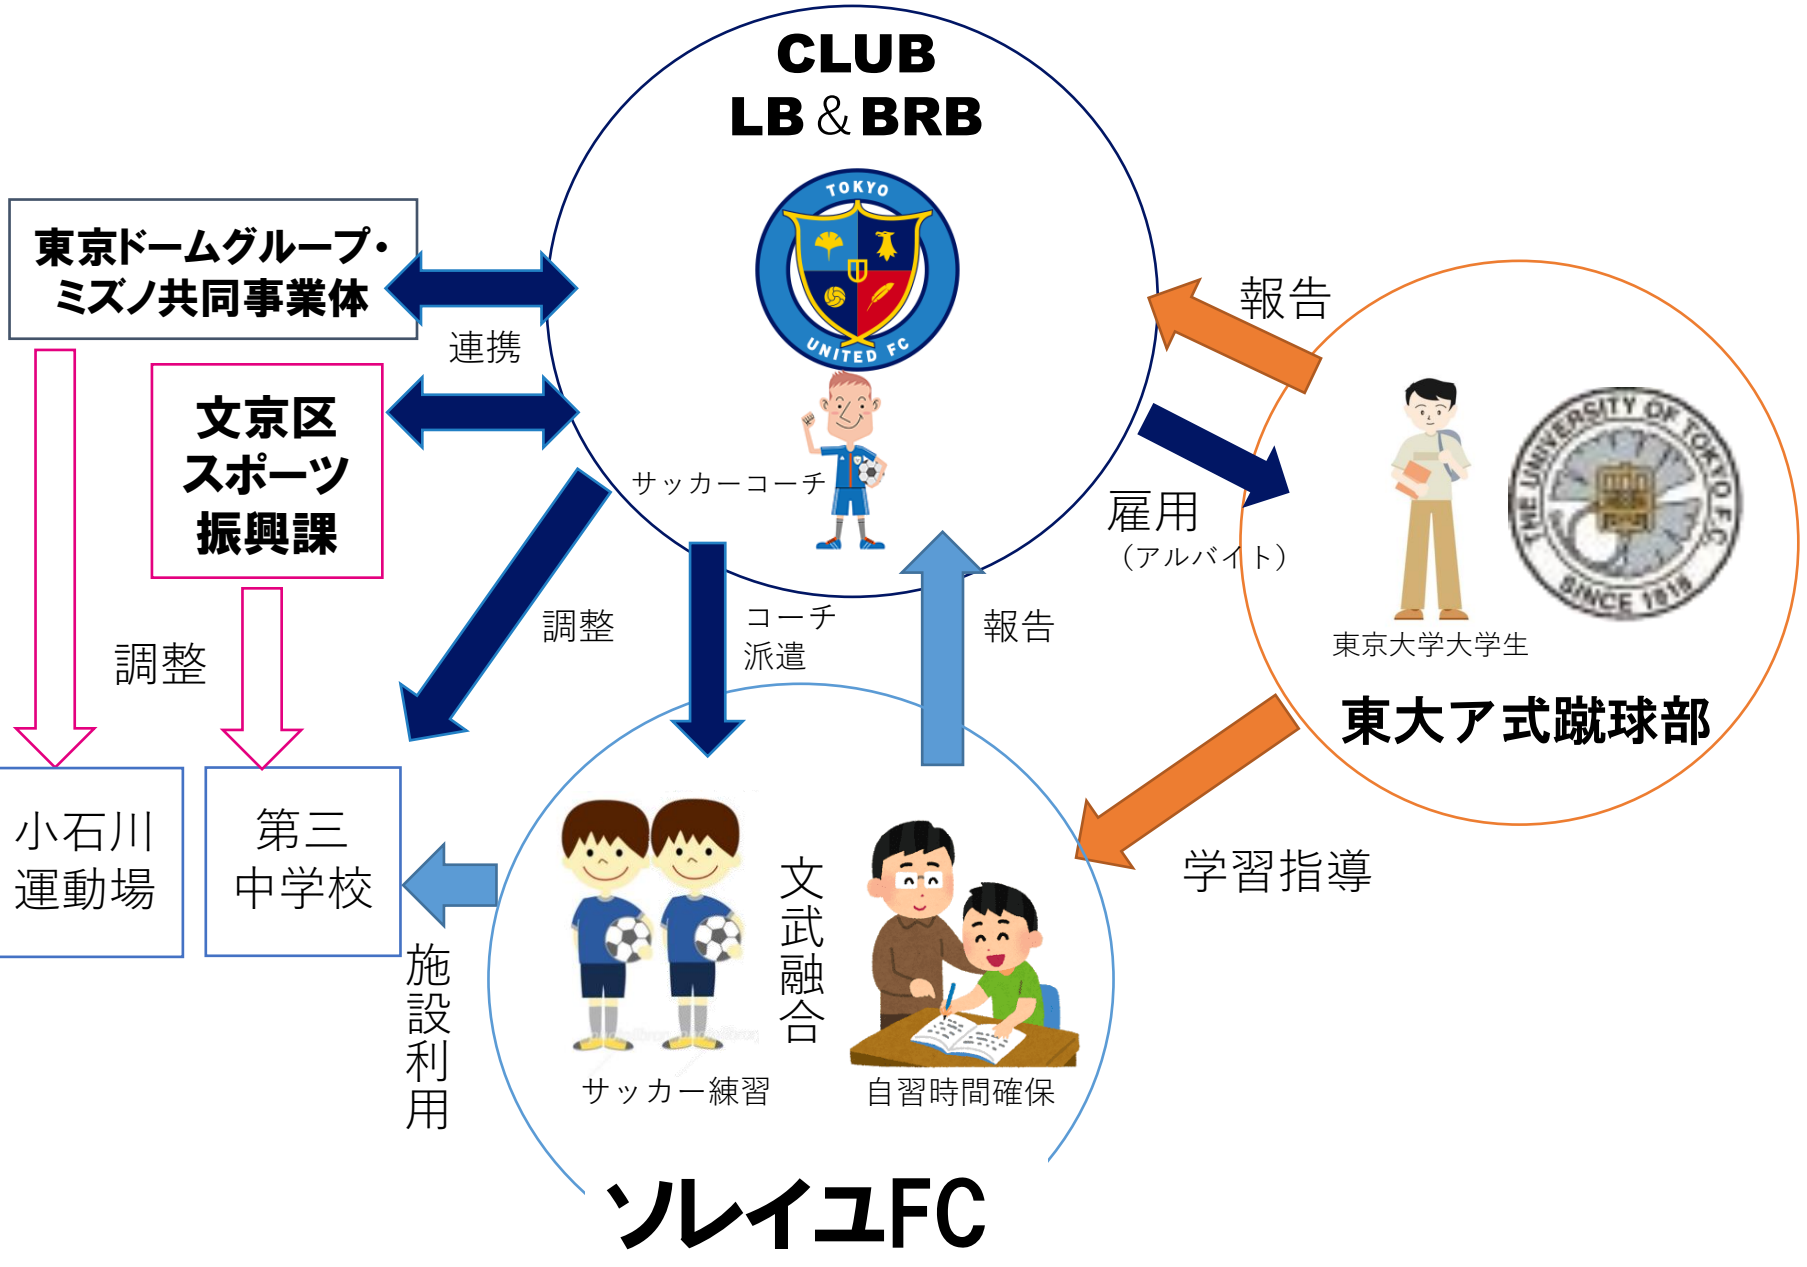 CLUB
LB＆BRB
TOKYO
UNITED FC
東京ドームグループ・
ミズノ共同事業体
連携
文京区
スポーツ
振興課
サッカーコーチ
報告
雇用
（アルバイト）
THE UNIVERSITY OF TOKYO F.C.
SINCE 1918
東京大学大学生
東大ア式蹴球部
調整
調整
コーチ
派遣
報告
小石川
運動場
第三
中学校
施設利用
学習指導
文武融合
サッカー練習
自習時間確保
ソレイユFC